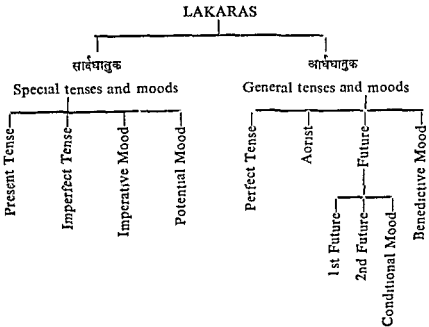 LAKARAS
सार्वधातुक
आर्धधातुक
Special tenses and moods
General tenses and moods
Present Tense
Imperfect Tense
Imperative Mood
Potential Mood
Perfect Tense
Aorist
Future
Benedictive Mood
1st Future
2nd Future
Conditional Mood